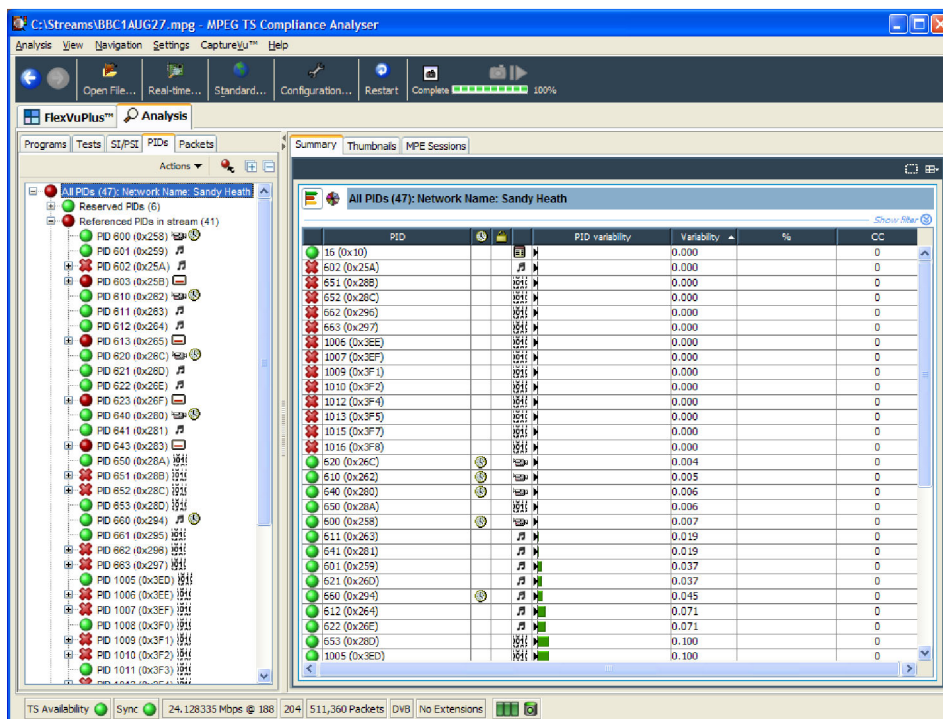 C:\Streams\BBC1AUG27.mpg - MPEG TS Compliance Analyser
Analysis View Navigation Settings CaptureVu™ Help
Open File... Real-time... Standard... Configuration... Restart Complete 100%
FlexVuPlus™ Analysis
Programs Tests SI/PSI PIDs Packets
Actions
Summary Thumbnails MPE Sessions
All PIDs (47): Network Name: Sandy Heath
Reserved PIDs (6)
Referenced PIDs in stream (41)
PID 600 (0x258)
PID 601 (0x259)
PID 602 (0x25A)
PID 603 (0x25B)
PID 610 (0x262)
PID 611 (0x263)
PID 612 (0x264)
PID 613 (0x265)
PID 620 (0x26C)
PID 621 (0x26D)
PID 622 (0x26E)
PID 623 (0x26F)
PID 640 (0x280)
PID 641 (0x281)
PID 643 (0x283)
PID 650 (0x28A)
PID 651 (0x28B)
PID 652 (0x28C)
PID 653 (0x28D)
PID 660 (0x294)
PID 661 (0x295)
PID 662 (0x296)
PID 663 (0x297)
PID 1005 (0x3ED)
PID 1006 (0x3EE)
PID 1007 (0x3EF)
PID 1008 (0x3F0)
PID 1009 (0x3F1)
PID 1010 (0x3F2)
PID 1011 (0x3F3)
All PIDs (47): Network Name: Sandy Heath
Show filter
PID PID variability Variability % CC
16 (0x10) 0.000 0
602 (0x25A) 0.000 0
651 (0x28B) 0.000 0
652 (0x28C) 0.000 0
662 (0x296) 0.000 0
663 (0x297) 0.000 0
1006 (0x3EE) 0.000 0
1007 (0x3EF) 0.000 0
1009 (0x3F1) 0.000 0
1010 (0x3F2) 0.000 0
1012 (0x3F4) 0.000 0
1013 (0x3F5) 0.000 0
1015 (0x3F7) 0.000 0
1016 (0x3F8) 0.000 0
620 (0x26C) 0.004 0
610 (0x262) 0.005 0
640 (0x280) 0.006 0
650 (0x28A) 0.006 0
600 (0x258) 0.007 0
611 (0x263) 0.019 0
641 (0x281) 0.019 0
601 (0x259) 0.037 0
621 (0x26D) 0.037 0
660 (0x294) 0.045 0
612 (0x264) 0.071 0
622 (0x26E) 0.071 0
653 (0x28D) 0.100 0
1005 (0x3ED) 0.100 0
TS Availability Sync 24.128335 Mbps @ 188 204 511,360 Packets DVB No Extensions